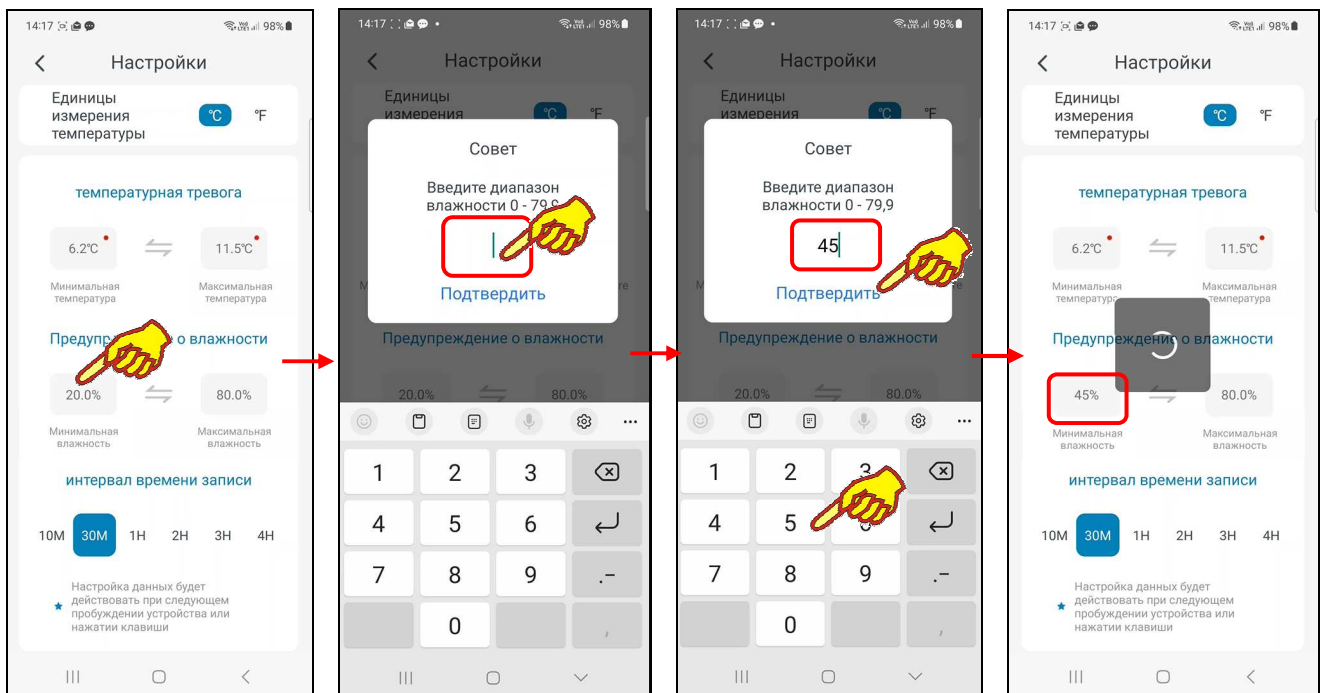 14:17 98%
Настройки
Единицы
измерения
температуры
°C °F
температурная тревога
6.2°C 11.5°C
Минимальная
температура
Максимальная
температура
Предупр о влажности
20.0% 80.0%
Минимальная
влажность
Максимальная
влажность
интервал времени записи
10M 30M 1H 2H 3H 4H
Настройка данных будет
действовать при следующем
пробуждении устройства или
нажатии клавиши
14:17 98%
Настройки
Единицы
измерения
°C °F
Совет
Введите диапазон
влажности 0 - 79,9
Подтвердить
Предупреждение о влажности
20.0% 80.0%
1 2 3
4 5 6
7 8 9 .-
0 ,
14:17 98%
Настройки
Единицы
измерения
°C °F
Совет
Введите диапазон
влажности 0 - 79,9
45
Подтвердить
Предупреждение о влажности
20.0% 80.0%
1 2 3
4 5 6
7 8 9 .-
0 ,
14:17 98%
Настройки
Единицы
измерения
температуры
°C °F
температурная тревога
6.2°C 11.5°C
Минимальная
температура
Максимальная
температура
Предупреждение о влажности
45% 80.0%
Минимальная
влажность
Максимальная
влажность
интервал времени записи
10M 30M 1H 2H 3H 4H
Настройка данных будет
действовать при следующем
пробуждении устройства или
нажатии клавиши